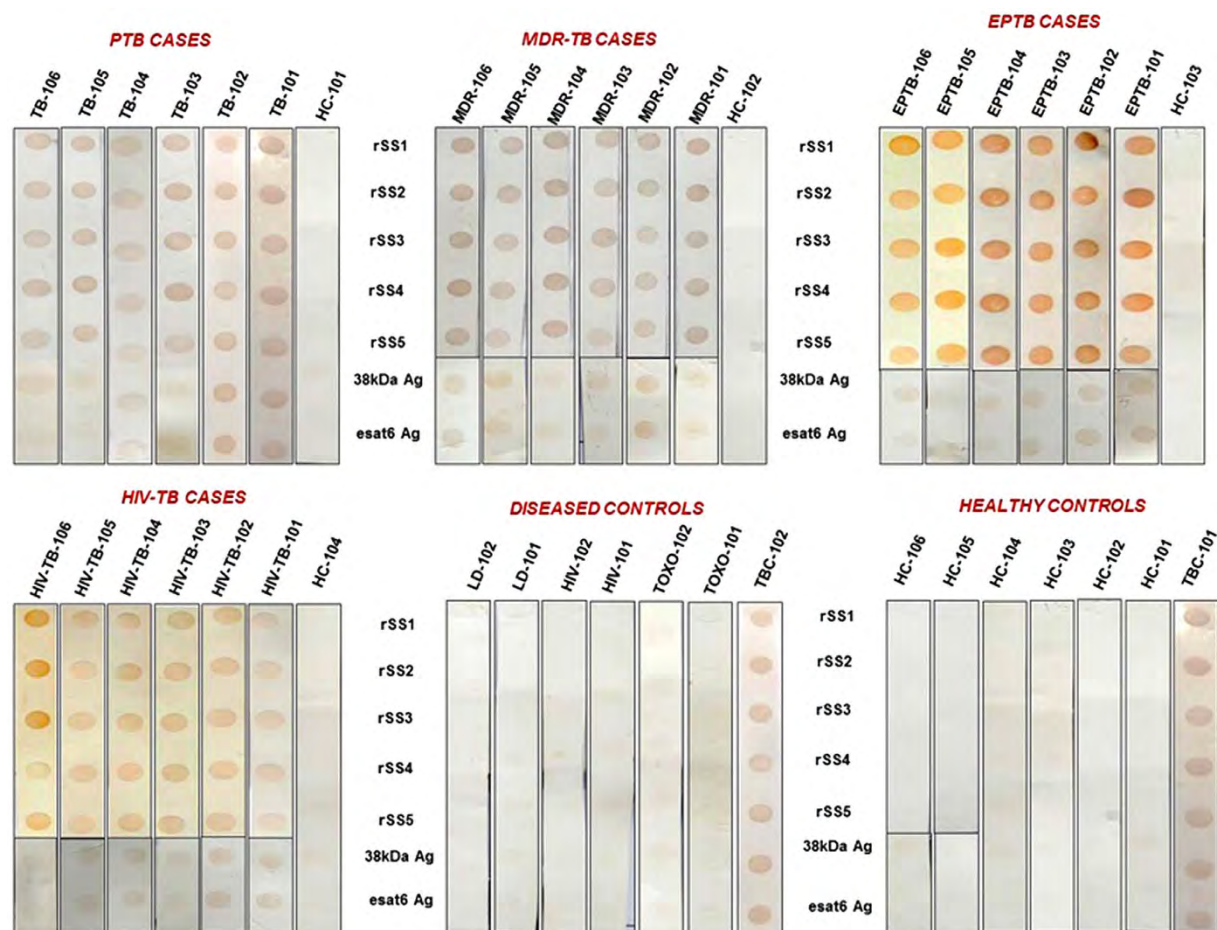 PTB CASES
MDR-TB CASES
EPTB CASES
TB-106 TB-105 TB-104 TB-103 TB-102 TB-101 HC-101
MDR-106 MDR-105 MDR-104 MDR-103 MDR-102 MDR-101 HC-102
EPTB-106 EPTB-105 EPTB-104 EPTB-103 EPTB-102 EPTB-101 HC-103
rSS1 rSS1
rSS2 rSS2
rSS3 rSS3
rSS4 rSS4
rSS5 rSS5
38kDa Ag 38kDa Ag
esat6 Ag esat6 Ag
HIV-TB CASES
DISEASED CONTROLS
HEALTHY CONTROLS
HIV-TB-106 HIV-TB-105 HIV-TB-104 HIV-TB-103 HIV-TB-102 HIV-TB-101 HC-104
LD-102 LD-101 HIV-102 HIV-101 TOXO-102 TOXO-101 TBC-102
HC-106 HC-105 HC-104 HC-103 HC-102 HC-101 TBC-101
rSS1 rSS1
rSS2 rSS2
rSS3 rSS3
rSS4 rSS4
rSS5 rSS5
38kDa Ag 38kDa Ag
esat6 Ag esat6 Ag